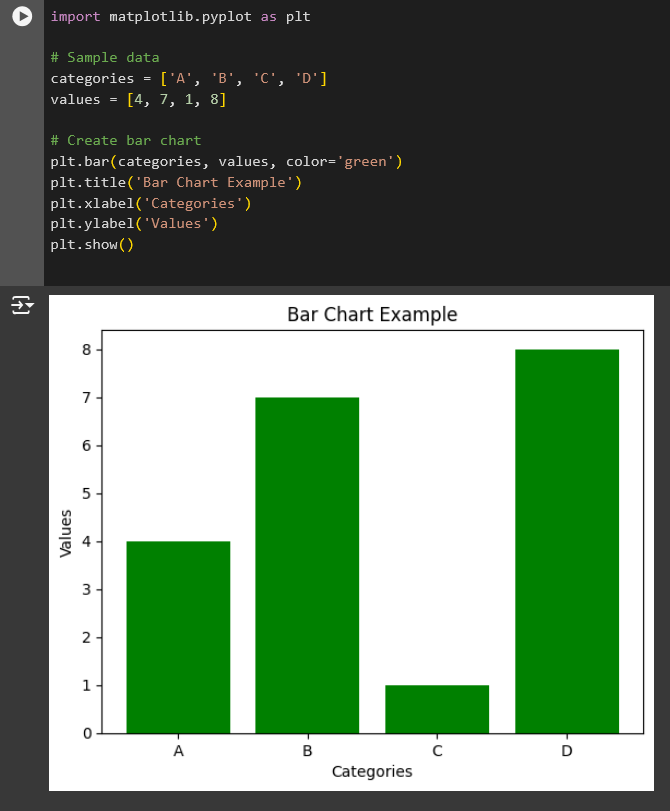 import matplotlib.pyplot as plt
# Sample data
categories = ['A', 'B', 'C', 'D']
values = [4, 7, 1, 8]
# Create bar chart
plt.bar(categories, values, color='green')
plt.title('Bar Chart Example')
plt.xlabel('Categories')
plt.ylabel('Values')
plt.show()
Bar Chart Example
8
7
6
5
4
3
2
1
0
Values
A B C D
Categories